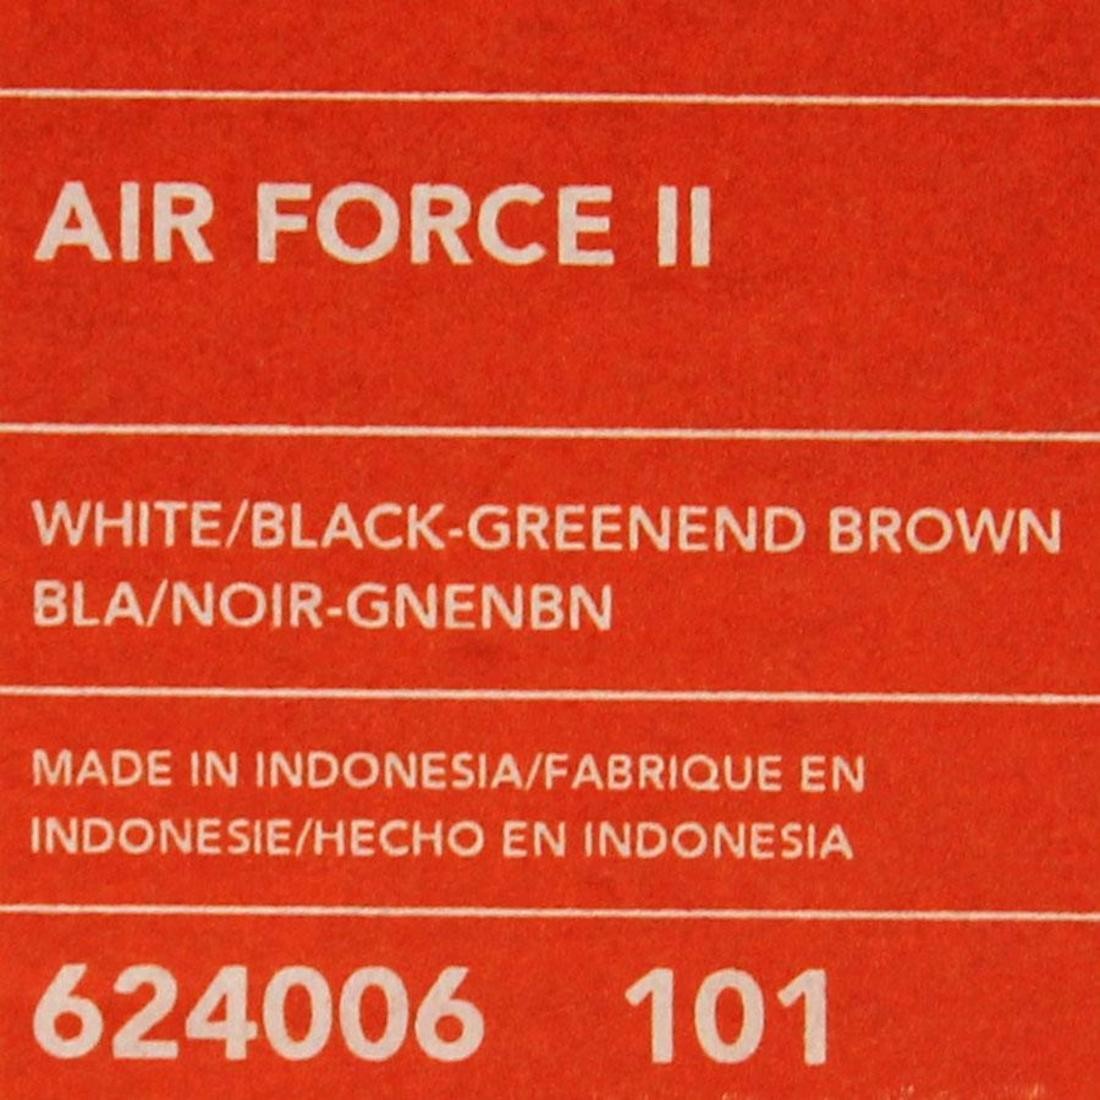 AIR FORCE II
WHITE/BLACK-GREENEND BROWN
BLA/NOIR-GNENBN
MADE IN INDONESIA/FABRIQUE EN
INDONESIE/HECHO EN INDONESIA
624006 101